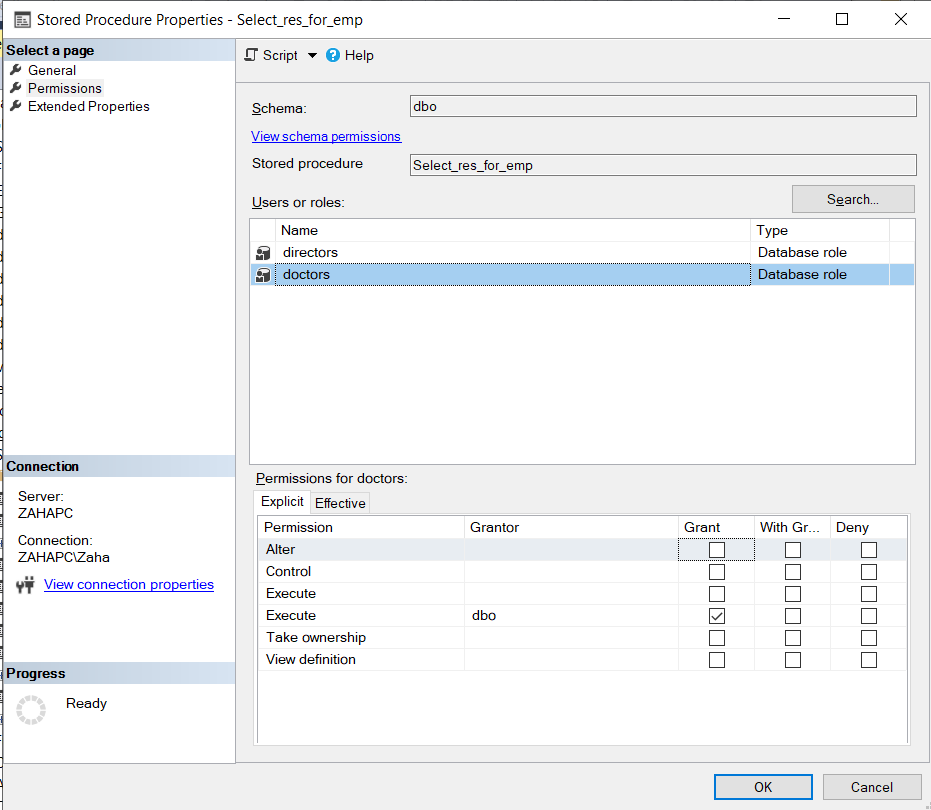 Stored Procedure Properties - Select_res_for_emp
Select a page
General
Permissions
Extended Properties
Script Help
Schema: dbo
View schema permissions
Stored procedure Select_res_for_emp
Users or roles: Search...
Name Type
directors Database role
doctors Database role
Connection
Server:
ZAHAPC
Connection:
ZAHAPC\Zaha
View connection properties
Progress
Ready
Permissions for doctors:
Explicit Effective
Permission Grantor Grant With Gr... Deny
Alter
Control
Execute
Execute dbo
Take ownership
View definition
OK Cancel